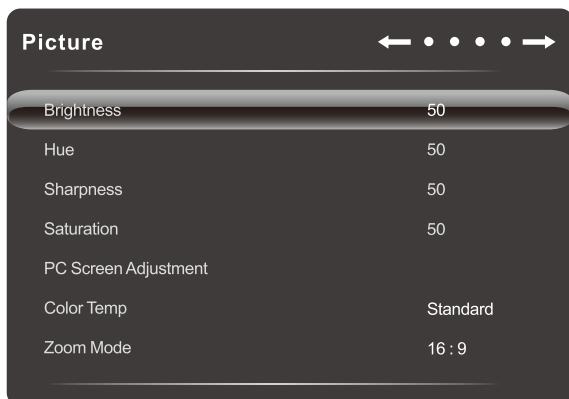 Picture
Brightness 50
Hue 50
Sharpness 50
Saturation 50
PC Screen Adjustment
Color Temp Standard
Zoom Mode 16 : 9